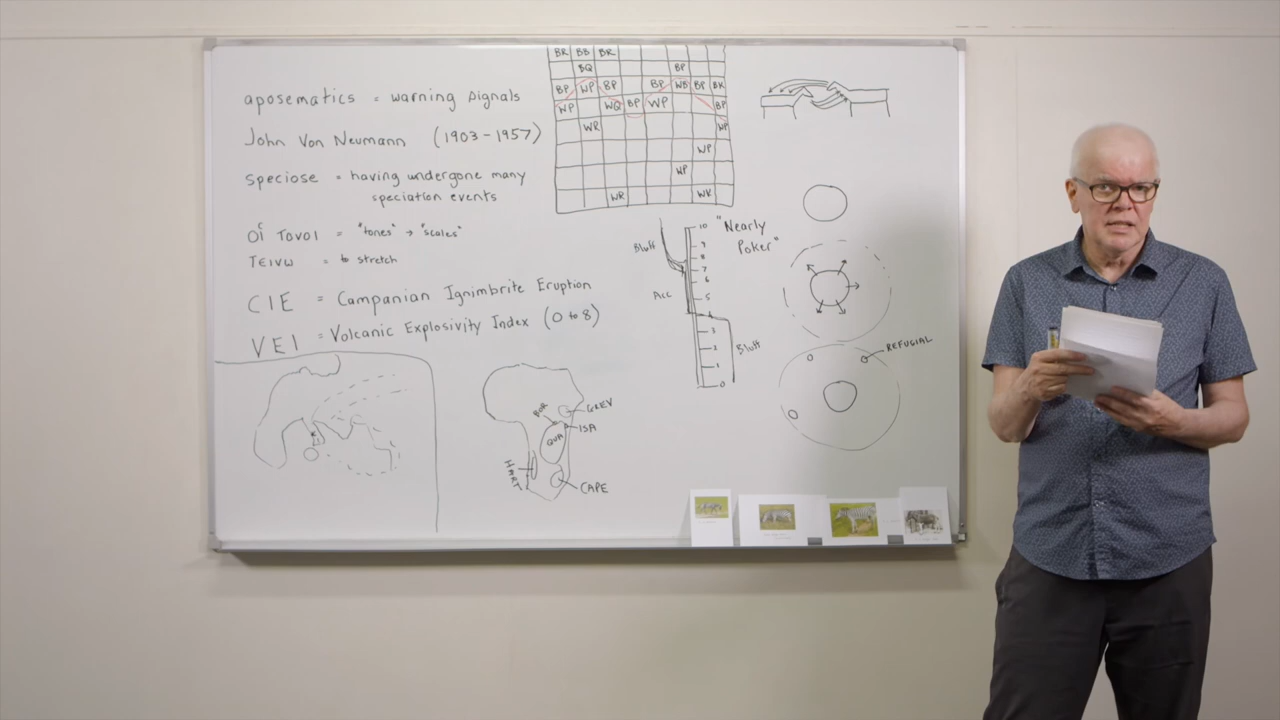 aposematics = warning signals
John Von Neumann (1903-1957)
speciose = having undergone many
speciation events
οἱ τόνοι = "tones" → "scales"
τείνω = to stretch
CIE = Campanian Ignimbrite Eruption
VEI = Volcanic Explosivity Index (0 to 8)
BR BB BR
BQ BP
BP WP BP BP WB BP BK
WP WQ BP WP BP
WR WP
WP
WP
WR WK
"Nearly
Poker"
Bluff
Acc
Bluff
10
9
8
7
6
5
4
3
2
1
0
REFUGIAL
BOR
GREV
QUA
ISA
HART
CAPE